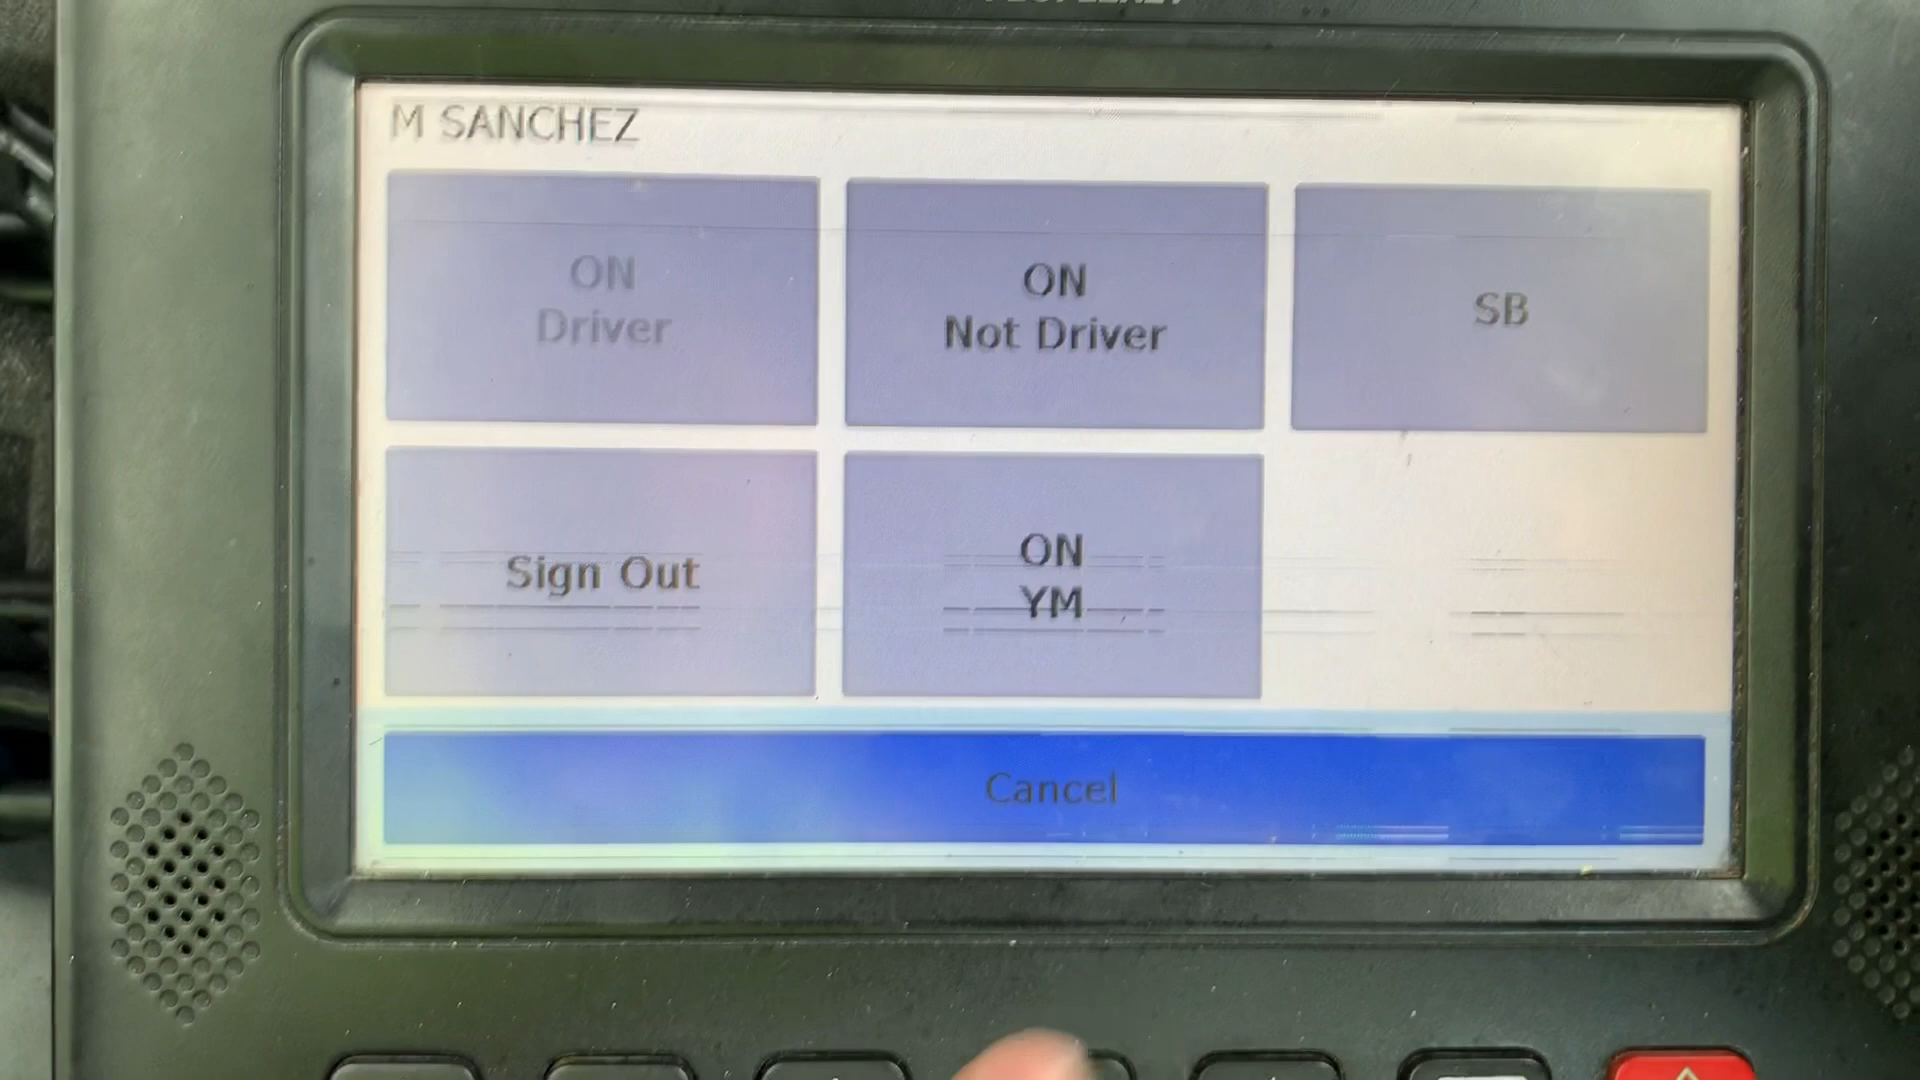 M SANCHEZ
ON
Driver
ON
Not Driver
SB
Sign Out
ON
YM
Cancel